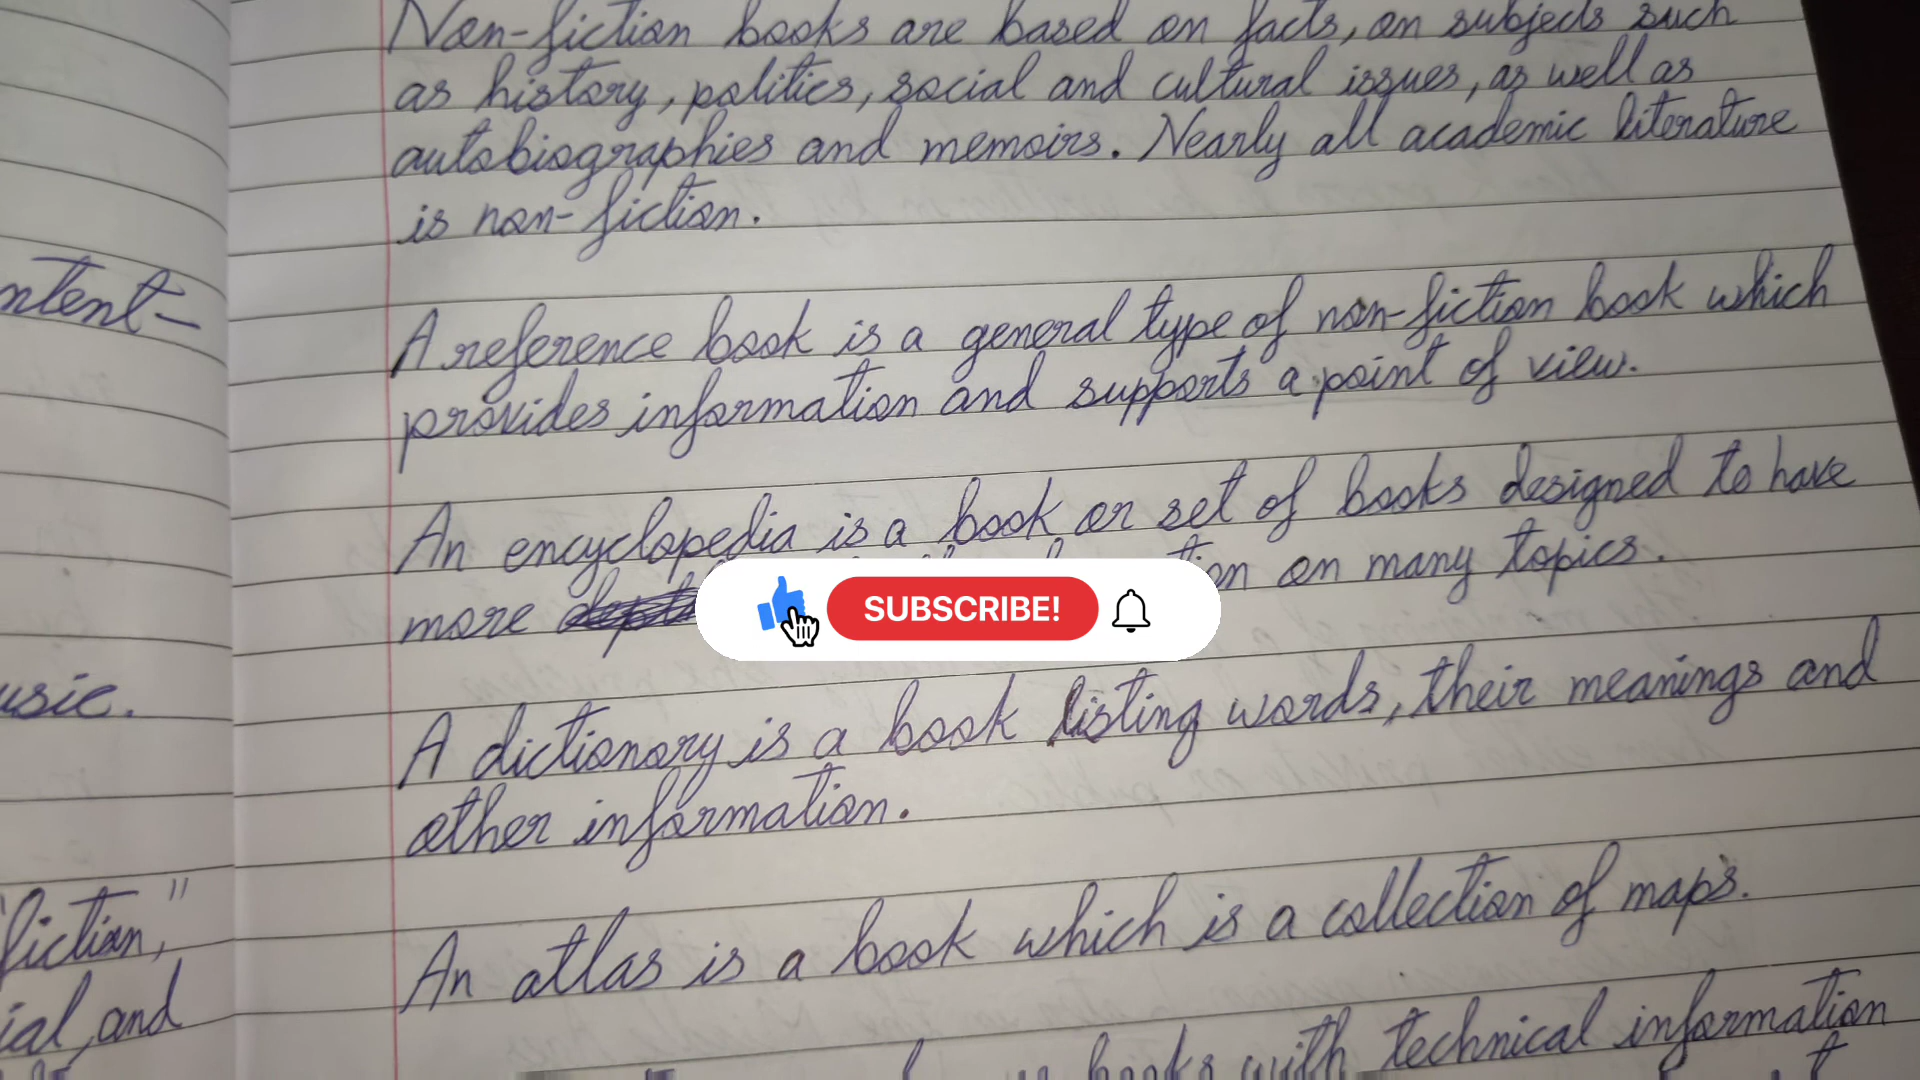 Non-fiction books are based on facts, on subjects such
as history, politics, social and cultural issues, as well as
autobiographies and memoirs. Nearly all academic literature
is non-fiction.
ntent-
A reference book is a general type of non-fiction book which
provides information and supports a point of view.
An encyclopedia is a book or set of books designed to have
more on many topics.
SUBSCRIBE!
usic.
A dictionary is a book listing words, their meanings and
other information.
fiction,"
An atlas is a book which is a collection of maps.
ial, and
books with technical information